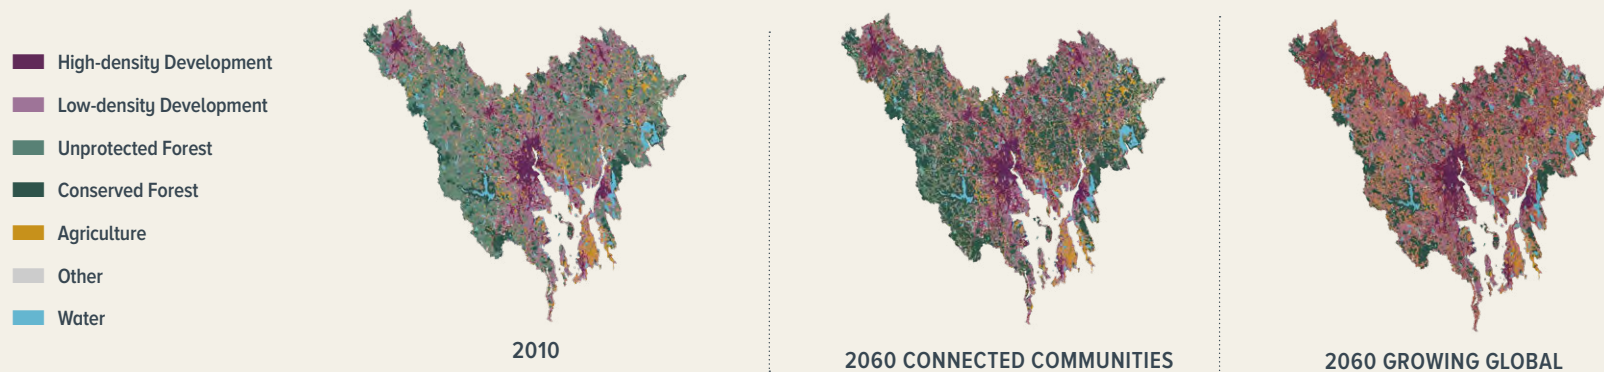 High-density Development
Low-density Development
Unprotected Forest
Conserved Forest
Agriculture
Other
Water
2010
2060 CONNECTED COMMUNITIES
2060 GROWING GLOBAL